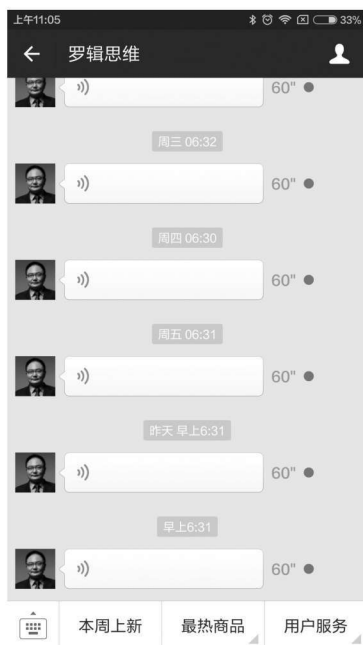 上午11:05
33%
罗辑思维
60"
周三 06:32
60"
周四 06:30
60"
周五 06:31
60"
昨天 早上6:31
60"
早上6:31
60"
本周上新 最热商品 用户服务